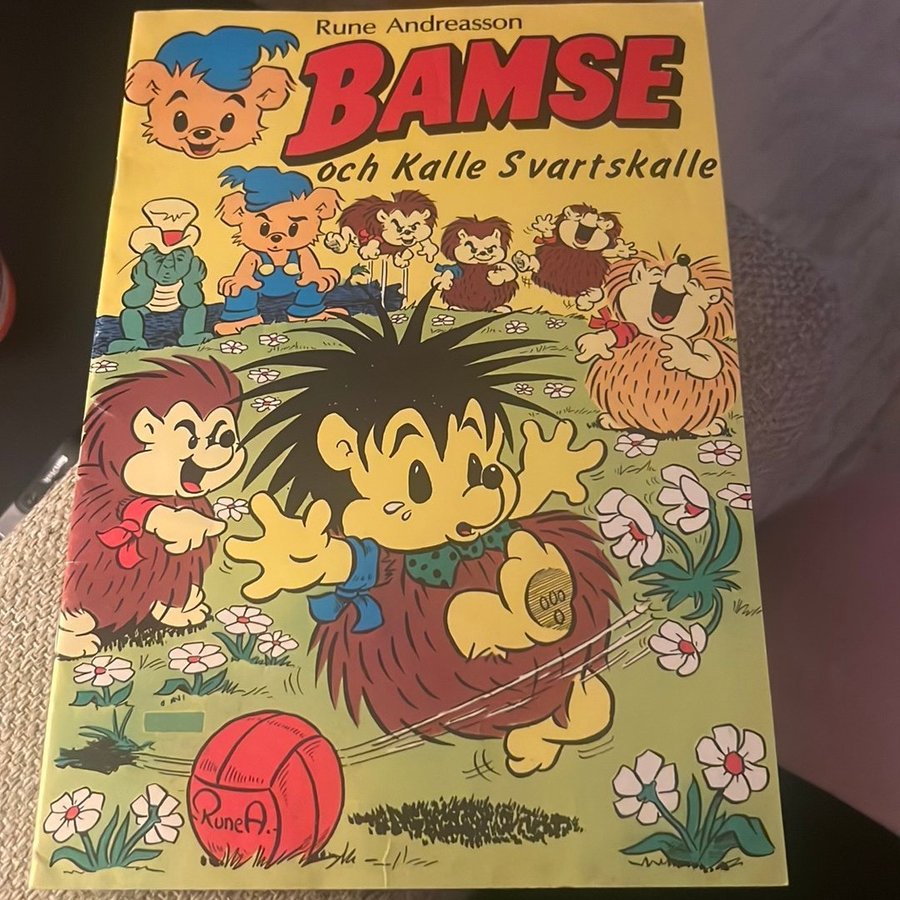 Rune Andreasson
BAMSE
och Kalle Svartskalle
RuneA.